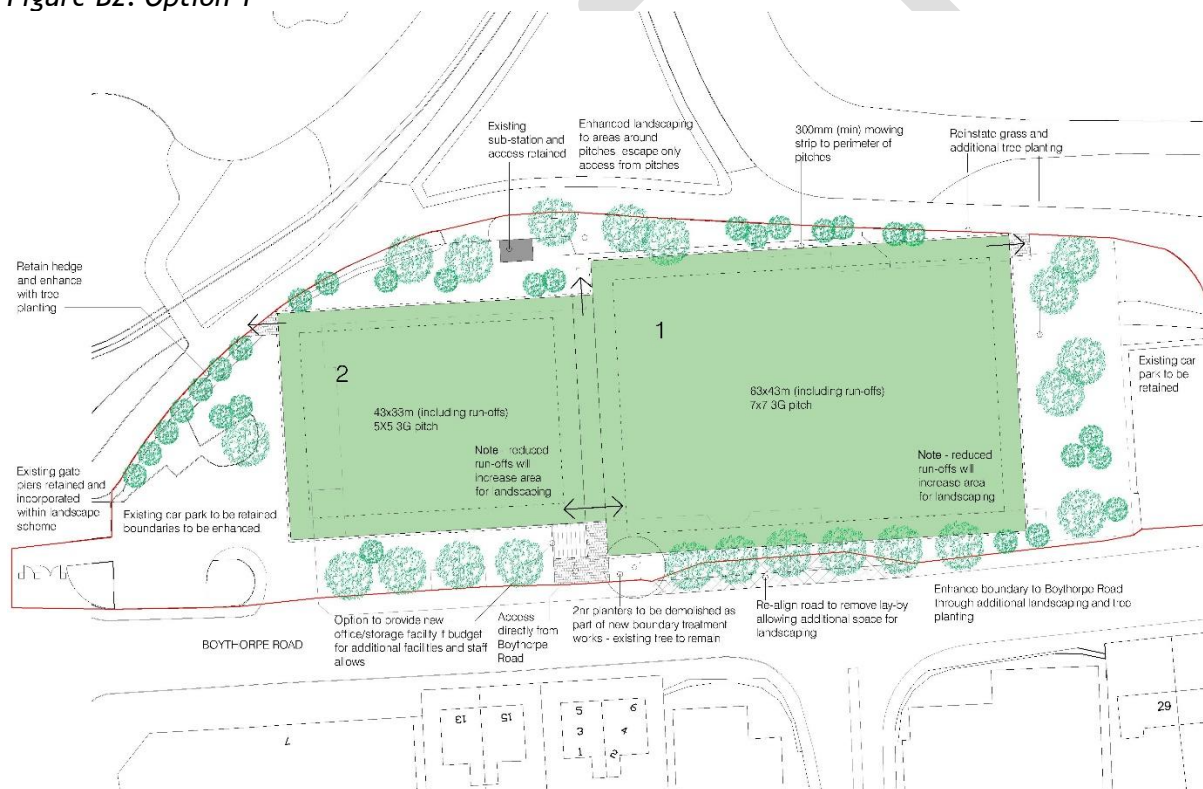 Figure B2: Option 1
Existing
sub-station and
access retained
Enhanced landscaping
to areas around
pitches, escape only
access from pitches
300mm (min) mowing
strip to perimeter of
pitches
Reinstate grass and
additional tree planting
Retain hedge
and enhance
with tree
planting
2
43x33m (including run-offs)
5X5 3G pitch
Note - reduced
run-offs will
increase area
for landscaping
1
63x43m (including run-offs)
7x7 3G pitch
Note - reduced
run-offs will
increase area
for landscaping
Existing car
park to be
retained
Existing gate
piers retained and
incorporated
within landscape
scheme
Existing car park to be retained
boundaries to be enhanced
BOYTHORPE ROAD
Option to provide new
office/storage facility if budget
for additional facilities and staff
allows
Access
directly from
Boythorpe
Road
2nr planters to be demolished as
part of new boundary treatment
works - existing tree to remain
Re-align road to remove lay-by
allowing additional space for
landscaping
Enhance boundary to Boythorpe Road
through additional landscaping and tree
planting
7
13
15
5
6
3
4
1
2
29